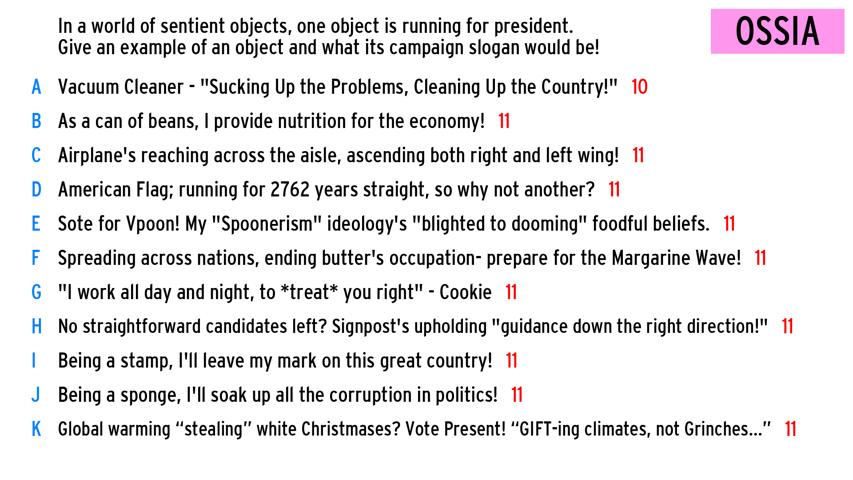 In a world of sentient objects, one object is running for president.
Give an example of an object and what its campaign slogan would be!
OSSIA
A Vacuum Cleaner - "Sucking Up the Problems, Cleaning Up the Country!" 10
B As a can of beans, I provide nutrition for the economy! 11
C Airplane's reaching across the aisle, ascending both right and left wing! 11
D American Flag; running for 2762 years straight, so why not another? 11
E Sote for Vpoon! My "Spoonerism" ideology's "blighted to dooming" foodful beliefs. 11
F Spreading across nations, ending butter's occupation- prepare for the Margarine Wave! 11
G "I work all day and night, to *treat* you right" - Cookie 11
H No straightforward candidates left? Signpost's upholding "guidance down the right direction!" 11
I Being a stamp, I'll leave my mark on this great country! 11
J Being a sponge, I'll soak up all the corruption in politics! 11
K Global warming “stealing” white Christmases? Vote Present! “GIFT-ing climates, not Grinches...” 11